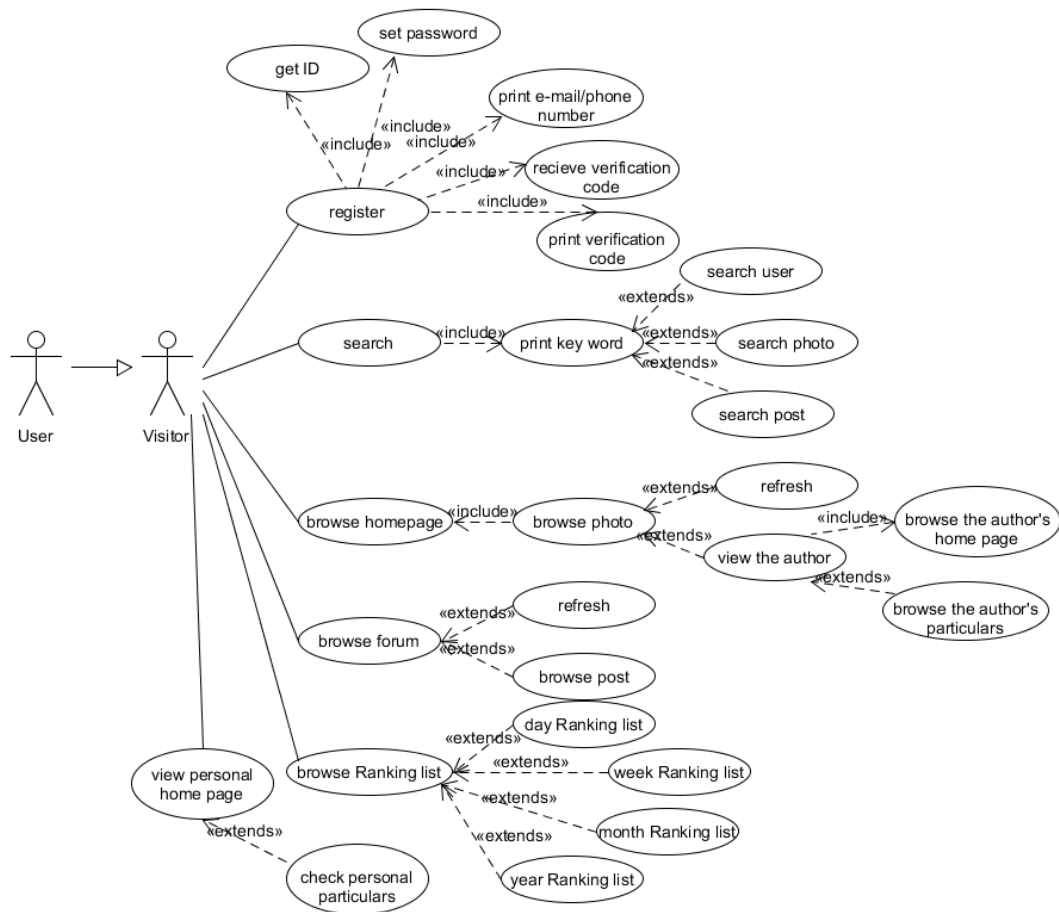 set password
get ID
print e-mail/phone
number
«include»
«include»
«include»
«include»
recieve verification
code
«include»
register
print verification
code
search user
«extends»
search
«include»
print key word
«extends»
search photo
«extends»
search post
User
Visitor
«extends»
refresh
browse homepage
«include»
browse photo
«extends»
view the author
«include»
browse the author's
home page
«extends»
browse the author's
particulars
refresh
«extends»
browse forum
«extends»
browse post
day Ranking list
«extends»
view personal
home page
browse Ranking list
«extends»
week Ranking list
«extends»
month Ranking list
«extends»
«extends»
check personal
particulars
year Ranking list